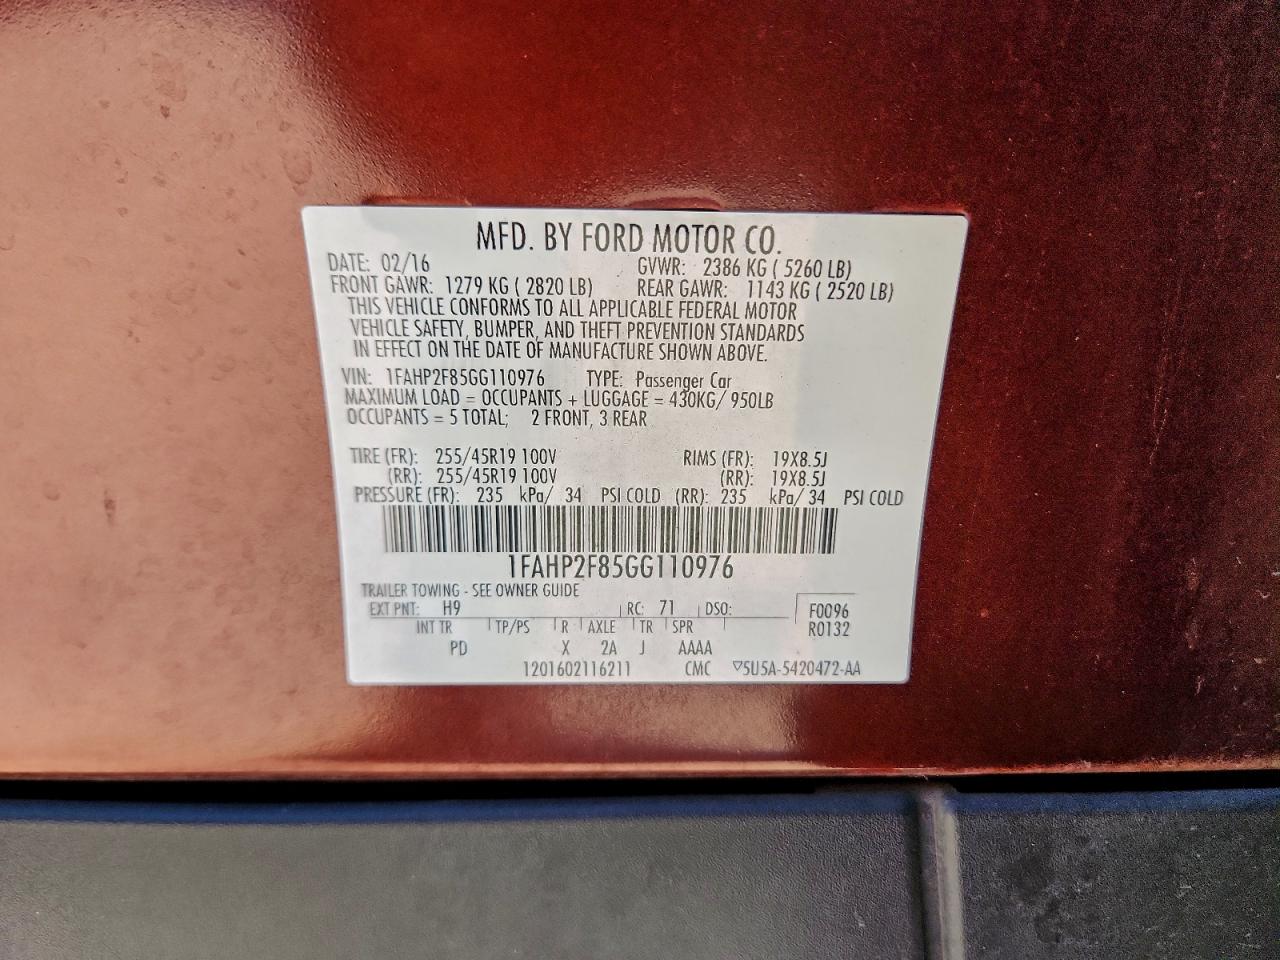 MFD. BY FORD MOTOR CO.
DATE: 02/16 GVWR: 2386 KG ( 5260 LB)
FRONT GAWR: 1279 KG ( 2820 LB) REAR GAWR: 1143 KG ( 2520 LB)
THIS VEHICLE CONFORMS TO ALL APPLICABLE FEDERAL MOTOR
VEHICLE SAFETY, BUMPER, AND THEFT PREVENTION STANDARDS
IN EFFECT ON THE DATE OF MANUFACTURE SHOWN ABOVE.
VIN: 1FAHP2F85GG110976 TYPE: Passenger Car
MAXIMUM LOAD = OCCUPANTS + LUGGAGE = 430KG/ 950LB
OCCUPANTS = 5 TOTAL; 2 FRONT, 3 REAR
TIRE (FR): 255/45R19 100V RIMS (FR): 19X8.5J
(RR): 255/45R19 100V (RR): 19X8.5J
PRESSURE (FR): 235 kPa/ 34 PSI COLD (RR): 235 kPa/ 34 PSI COLD
1FAHP2F85GG110976
TRAILER TOWING - SEE OWNER GUIDE
EXT PNT: H9 RC: 71 DSO: F0096
INT TR TP/PS R AXLE TR SPR R0132
PD X 2A J AAAA
1201602116211 CMC ▽5U5A-5420472-AA